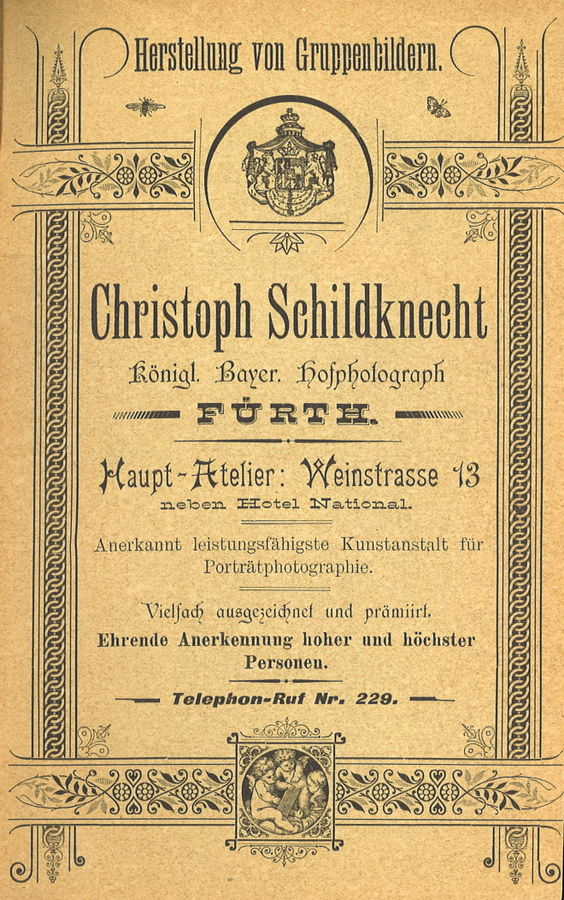 Herstellung von Gruppenbildern.
Christoph Schildknecht
Königl. Bayer. Hofphotograph
FÜRTH.
Haupt-Atelier: Weinstrasse 13
neben Hotel National.
Anerkannt leistungsfähigste Kunstanstalt für
Porträtphotographie.
Vielfach ausgezeichnet und prämiirt.
Ehrende Anerkennung hoher und höchster
Personen.
Telephon-Ruf Nr. 229.